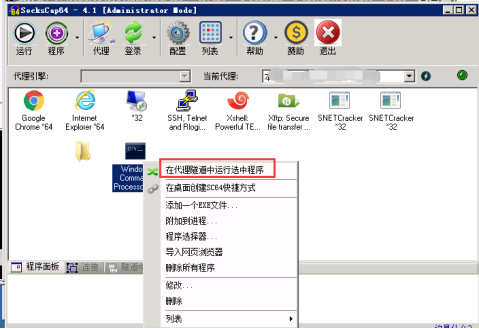 SocksCap64 - 4.1 [Administrator Mode]
运行 程序 代理 登录 配置 列表 帮助 赞助 退出
代理引擎: 当前代理:
Google Chrome *64
Internet Explorer *64
*32
SSH, Telnet and Rlogi...
Xshell: Powerful TE...
Xftp: Secure file transfer ...
SNETCracker *32
SNETCracker *32
Windo
Comma
Processo
在代理隧道中运行选中程序
在桌面创建SC64快捷方式
添加一个EXE文件...
附加到进程...
程序选择器...
导入网页浏览器
删除所有程序
修改...
删除
列表
程序面板 连接 隧道